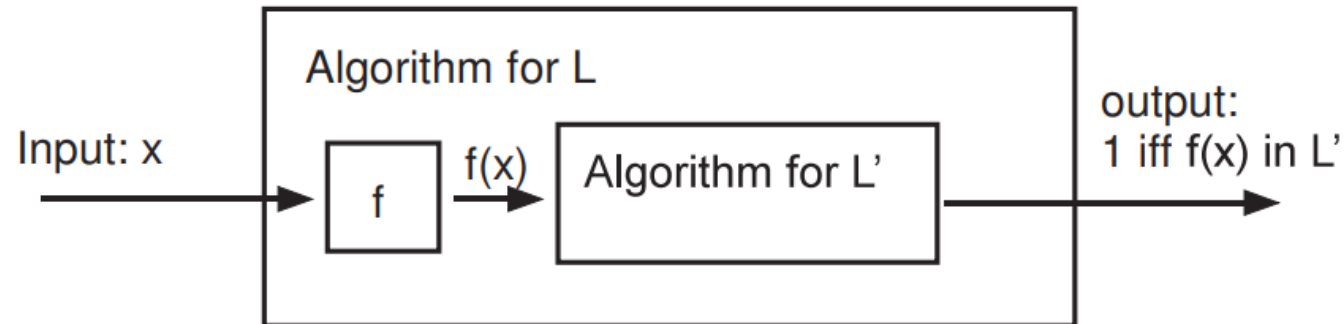 Algorithm for L
Input: x
f
f(x)
Algorithm for L'
output:
1 iff f(x) in L'